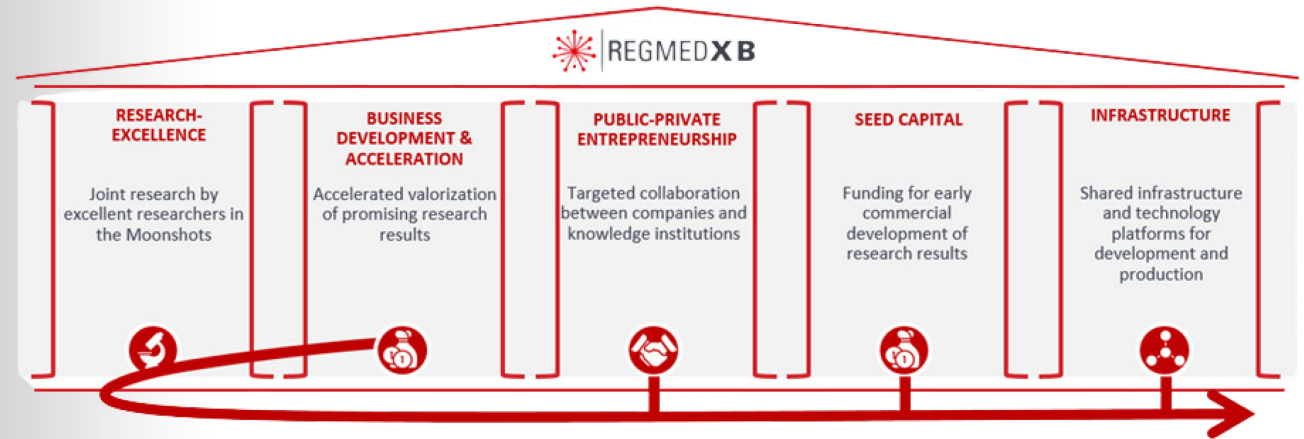 REGMEDXB
RESEARCH-
EXCELLENCE
Joint research by
excellent researchers in
the Moonshots
BUSINESS
DEVELOPMENT &
ACCELERATION
Accelerated valorization
of promising research
results
1
PUBLIC-PRIVATE
ENTREPRENEURSHIP
Targeted collaboration
between companies and
knowledge institutions
SEED CAPITAL
Funding for early
commercial
development of
research results
1
INFRASTRUCTURE
Shared infrastructure
and technology
platforms for
development and
production